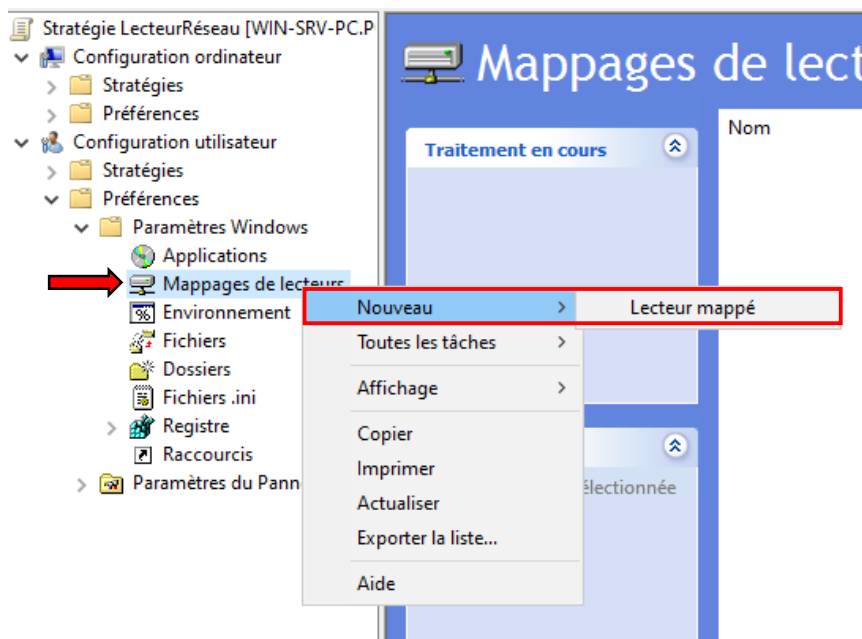 Stratégie LecteurRéseau [WIN-SRV-PC.P
Configuration ordinateur
Stratégies
Préférences
Configuration utilisateur
Stratégies
Préférences
Paramètres Windows
Applications
Mappages de lecteurs
Environnement
Fichiers
Dossiers
Fichiers .ini
Registre
Raccourcis
Paramètres du Pann
Mappages de lect
Traitement en cours
Nom
Nouveau
Lecteur mappé
Toutes les tâches
Affichage
Copier
Imprimer
Actualiser
Exporter la liste...
Aide
électionnée